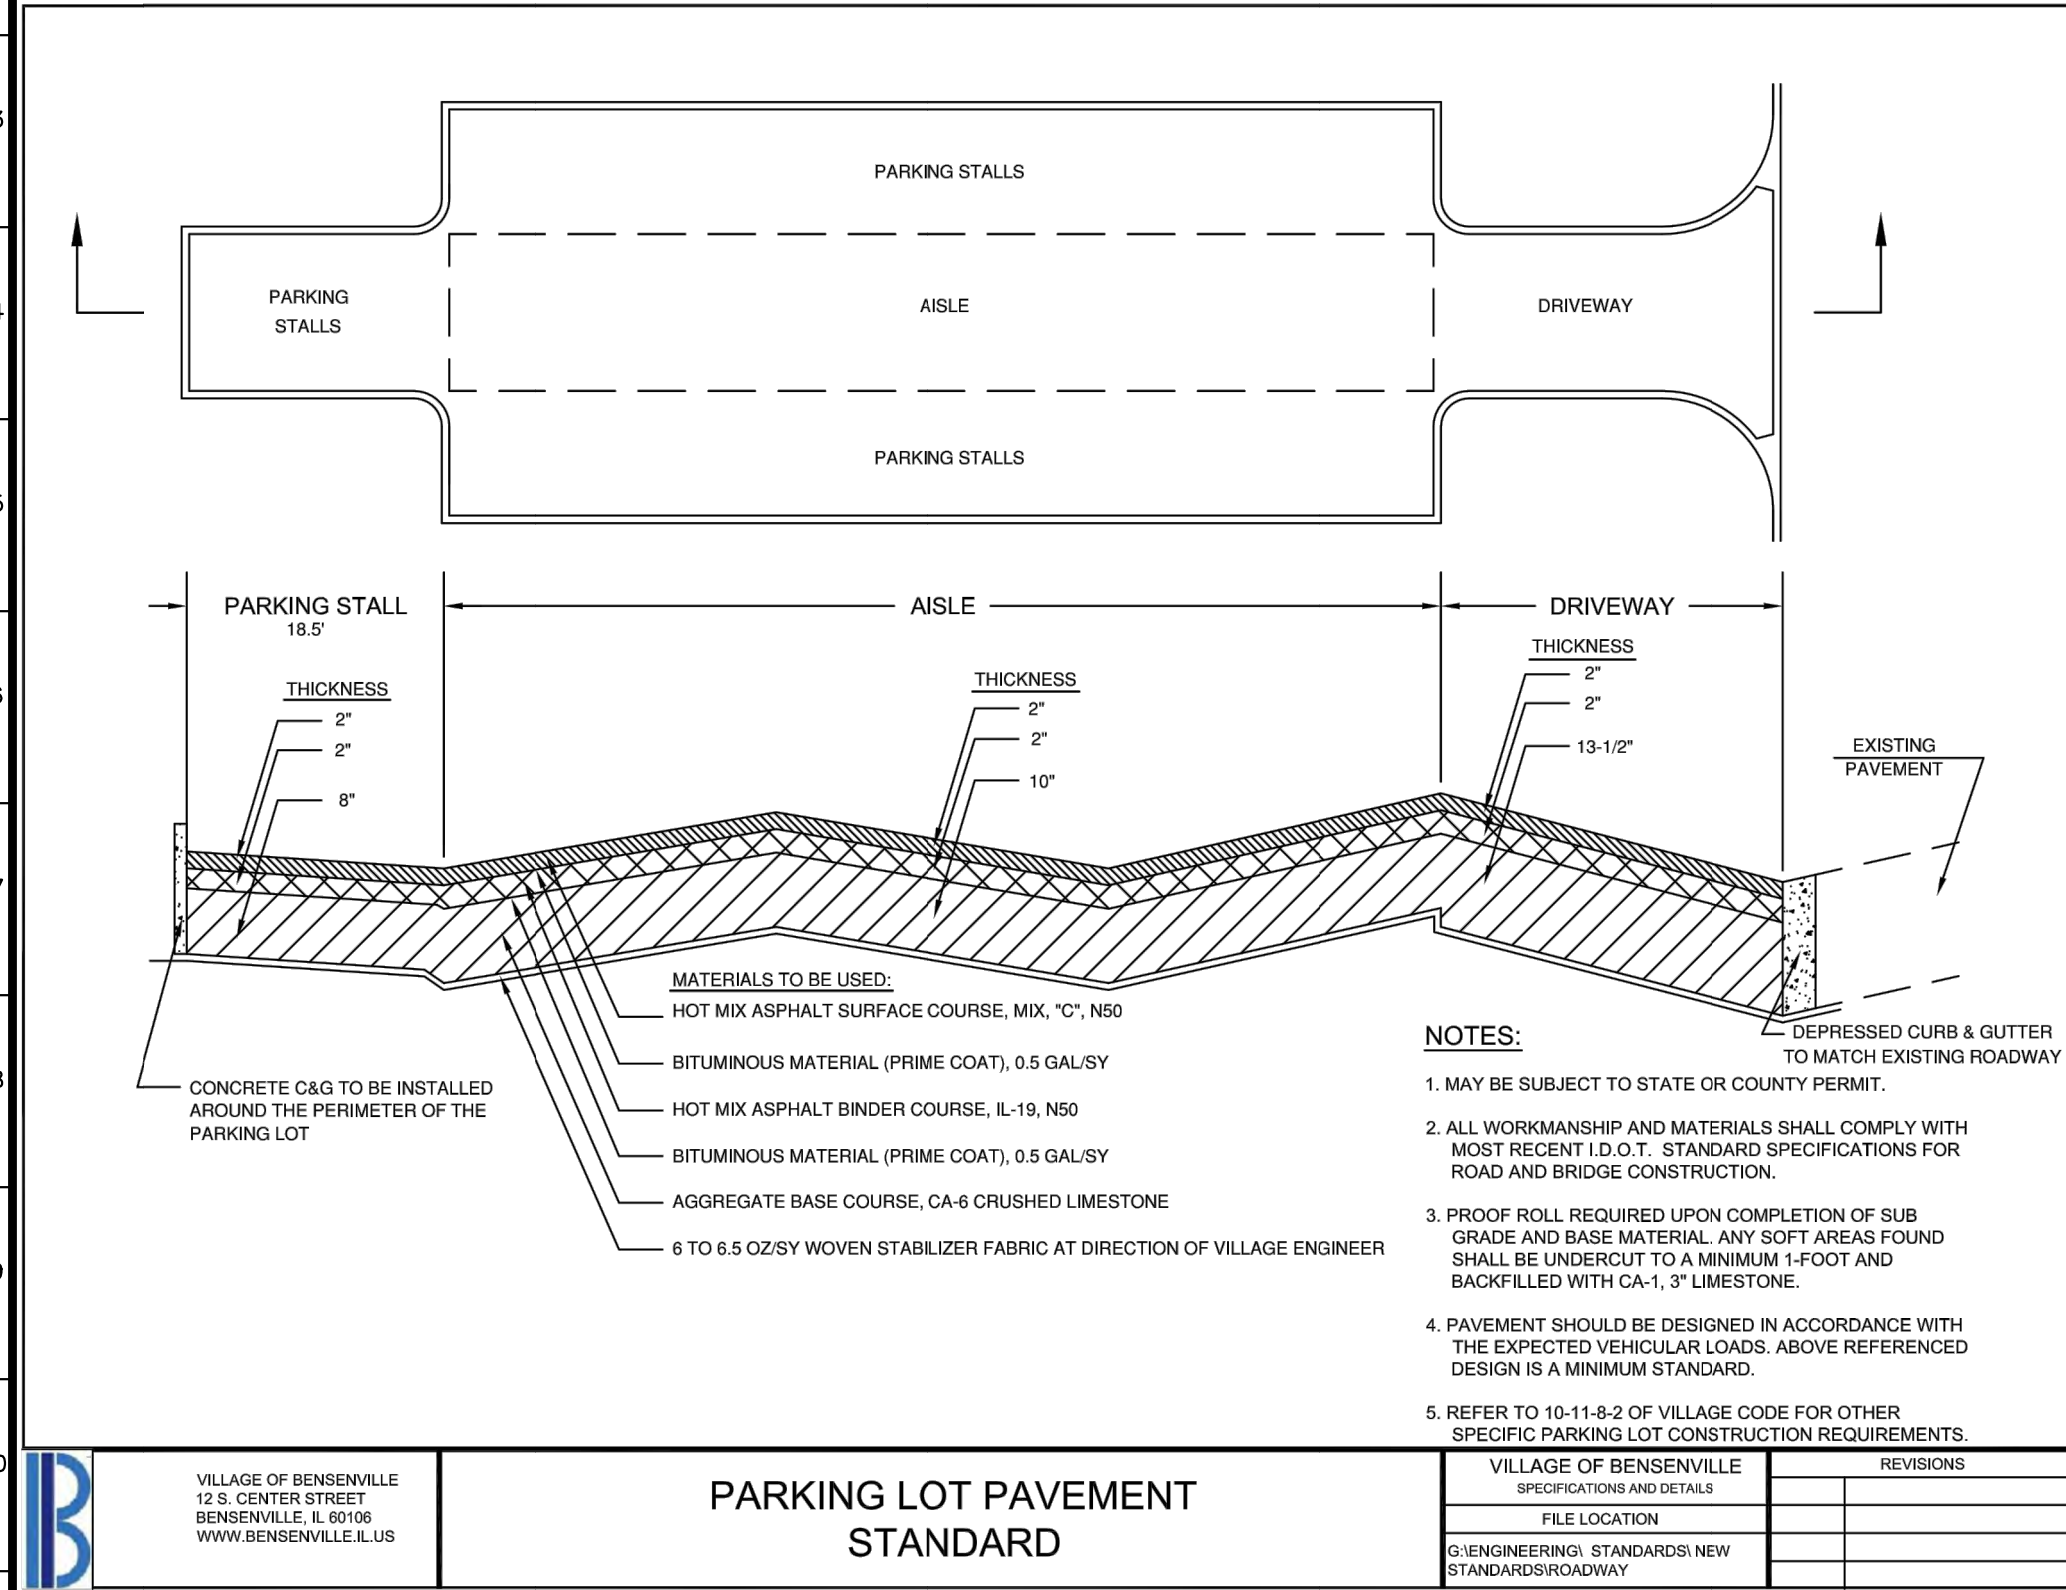 PARKING STALLS
PARKING
STALLS
AISLE
DRIVEWAY
PARKING STALLS
PARKING STALL
18.5'
AISLE
DRIVEWAY
THICKNESS
2"
2"
8"
THICKNESS
2"
2"
10"
THICKNESS
2"
2"
13-1/2"
EXISTING
PAVEMENT
MATERIALS TO BE USED:
HOT MIX ASPHALT SURFACE COURSE, MIX, "C", N50
BITUMINOUS MATERIAL (PRIME COAT), 0.5 GAL/SY
HOT MIX ASPHALT BINDER COURSE, IL-19, N50
BITUMINOUS MATERIAL (PRIME COAT), 0.5 GAL/SY
AGGREGATE BASE COURSE, CA-6 CRUSHED LIMESTONE
6 TO 6.5 OZ/SY WOVEN STABILIZER FABRIC AT DIRECTION OF VILLAGE ENGINEER
CONCRETE C&G TO BE INSTALLED
AROUND THE PERIMETER OF THE
PARKING LOT
DEPRESSED CURB & GUTTER
TO MATCH EXISTING ROADWAY
NOTES:
1. MAY BE SUBJECT TO STATE OR COUNTY PERMIT.
2. ALL WORKMANSHIP AND MATERIALS SHALL COMPLY WITH
MOST RECENT I.D.O.T. STANDARD SPECIFICATIONS FOR
ROAD AND BRIDGE CONSTRUCTION.
3. PROOF ROLL REQUIRED UPON COMPLETION OF SUB
GRADE AND BASE MATERIAL. ANY SOFT AREAS FOUND
SHALL BE UNDERCUT TO A MINIMUM 1-FOOT AND
BACKFILLED WITH CA-1, 3" LIMESTONE.
4. PAVEMENT SHOULD BE DESIGNED IN ACCORDANCE WITH
THE EXPECTED VEHICULAR LOADS. ABOVE REFERENCED
DESIGN IS A MINIMUM STANDARD.
5. REFER TO 10-11-8-2 OF VILLAGE CODE FOR OTHER
SPECIFIC PARKING LOT CONSTRUCTION REQUIREMENTS.
VILLAGE OF BENSENVILLE
12 S. CENTER STREET
BENSENVILLE, IL 60106
WWW.BENSENVILLE.IL.US
PARKING LOT PAVEMENT
STANDARD
VILLAGE OF BENSENVILLE
SPECIFICATIONS AND DETAILS
FILE LOCATION
G:\ENGINEERING\ STANDARDS\ NEW
STANDARDS\ROADWAY
REVISIONS